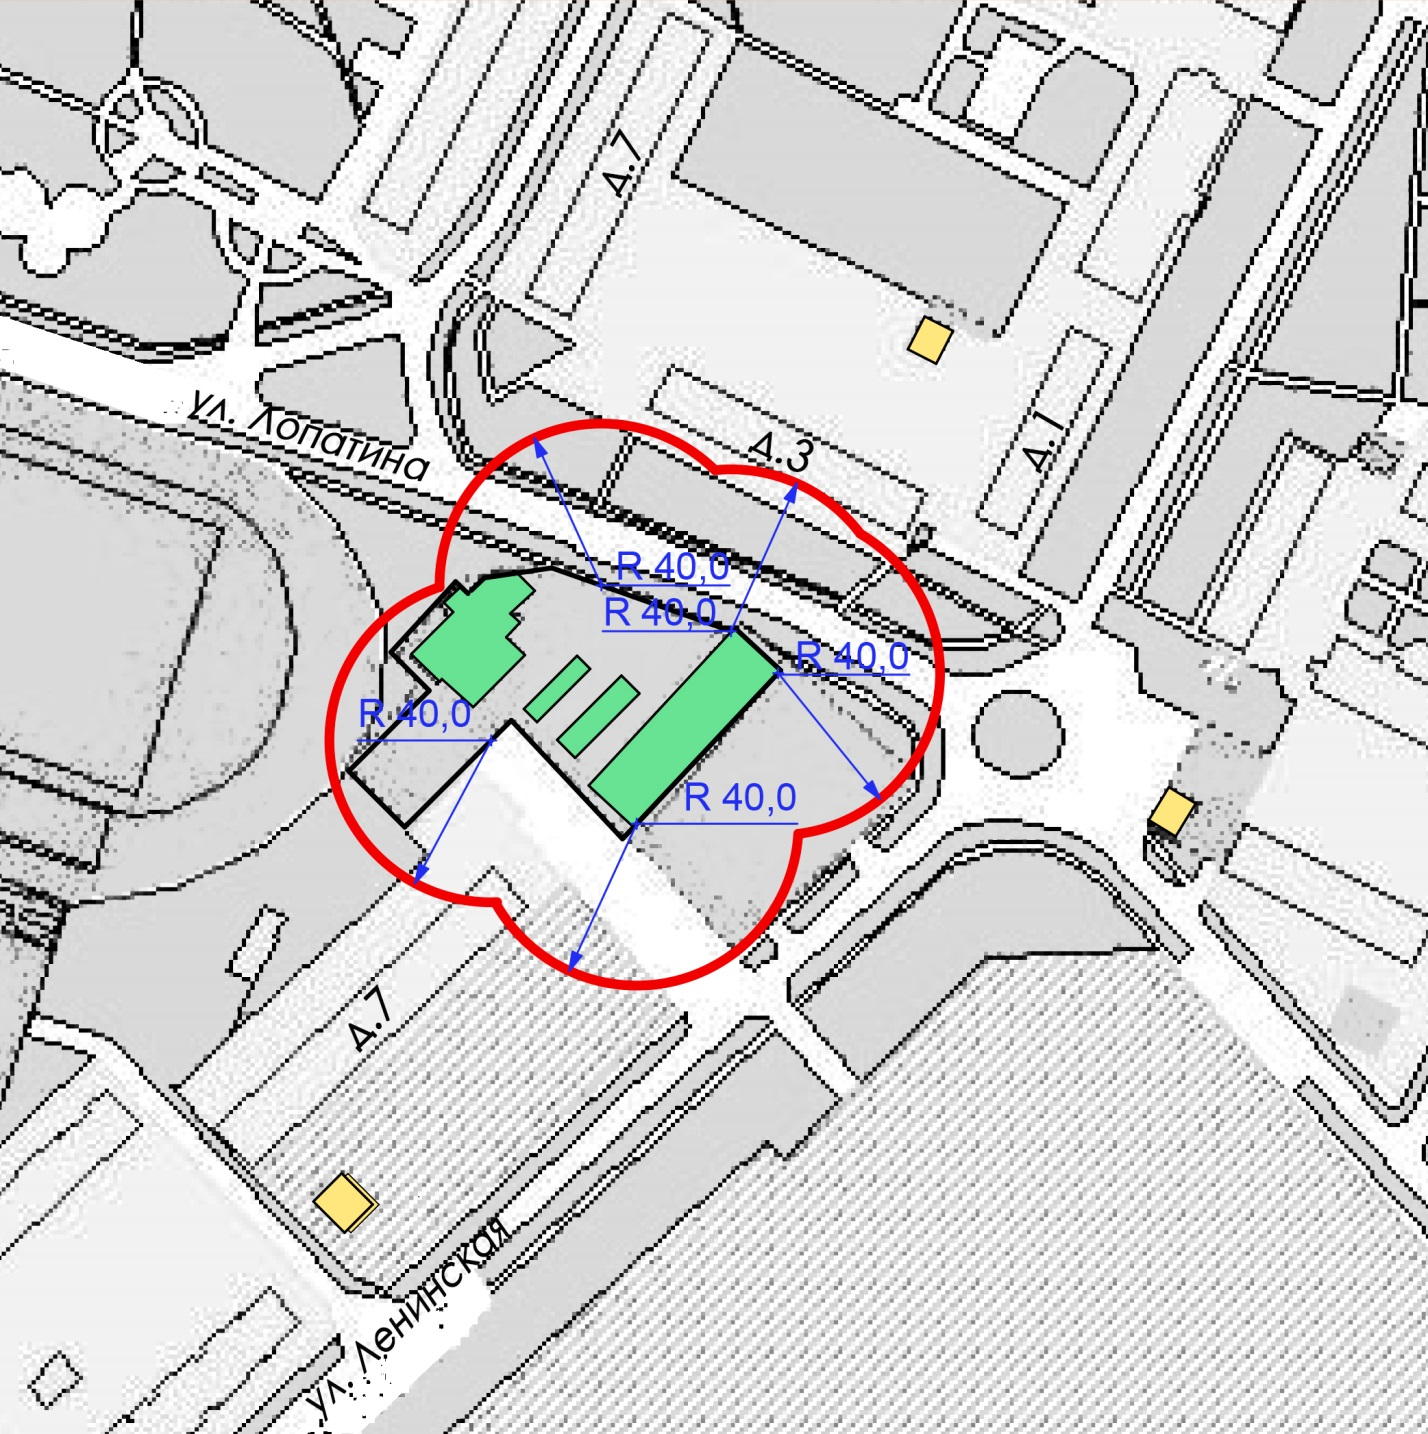 д.7
ул. Лопатина
д.3
д.1
R 40,0
R 40,0
R 40,0
R 40,0
R 40,0
д.7
ул. Ленинская